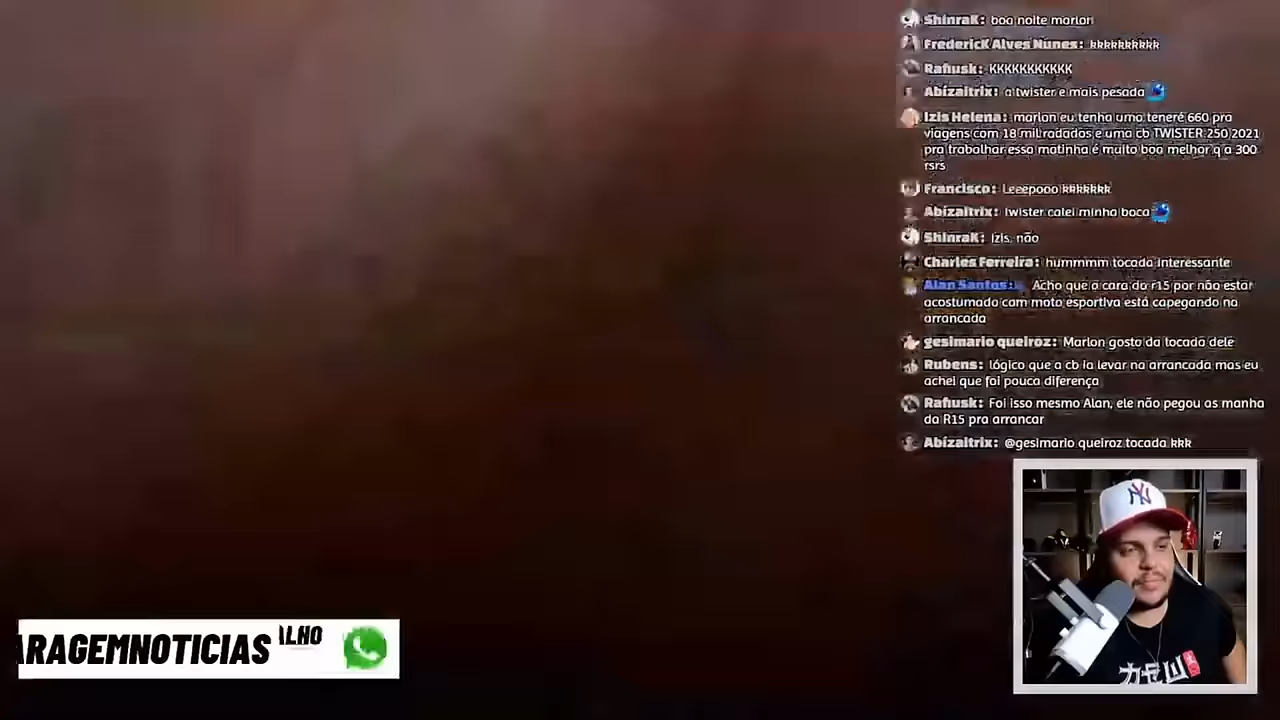 ShinraK: boa noite marlon
Frederick Alves Nunes: kkkkkkkkkk
Rafiusk: KKKKKKKKKKK
Abizaitrix: a twister e mais pesada
Izis Helena: marlon eu tenha uma teneré 660 pra
viagens com 18 mil rodados e uma cb TWISTER 250 2021
pra trabalhar essa motinha é muito boa melhor q a 300
rsrs
Francisco: Leeepooo kkkkkkk
Abizaitrix: twister calei minha boca
ShinraK: izis, não
Charles Ferreira: hummmm tocada interessante
Alan Santos: Acho que o cara da r15 por não estar
acostumado com moto esportiva está capegando na
arrancada
gesimario queiroz: Marlon gosto da tocada dele
Rubens: lógico que a cb ia levar na arrancada mas eu
achei que foi pouca diferença
Rafiusk: Foi isso mesmo Alan, ele não pegou as manha
da R15 pra arrancar
Abizaitrix: @gesimario queiroz tocada kkk
ARAGEMNOTICIAS
ALHO
NY